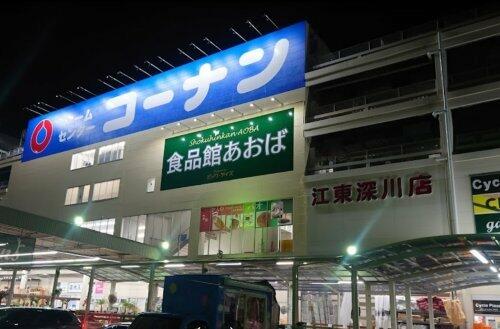 ホームセンター コーナン
Shokuhinkan-AOBA
食品館あおば
江東深川店
Cycle